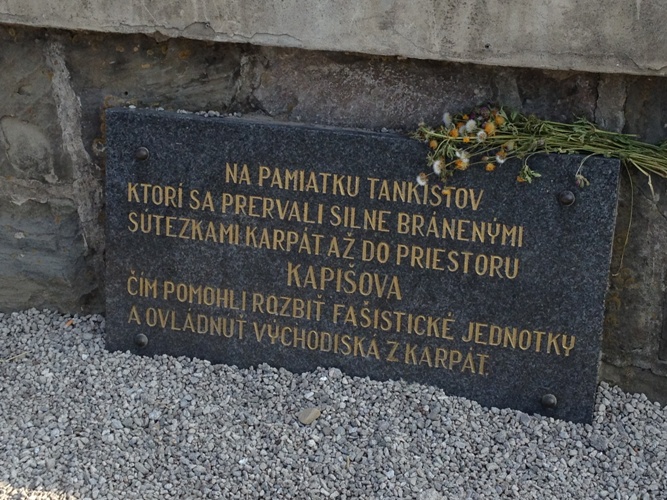 NA PAMIATKU TANKISTOV
KTORÍ SA PRERVALI SILNE BRÁNENÝMI
SÚTEZKAMI KARPÁT AŽ DO PRIESTORU
KAPIŠOVA
ČÍM POMOHLI ROZBIŤ FAŠISTICKÉ JEDNOTKY
A OVLÁDNUŤ VÝCHODISKÁ Z KARPÁT.